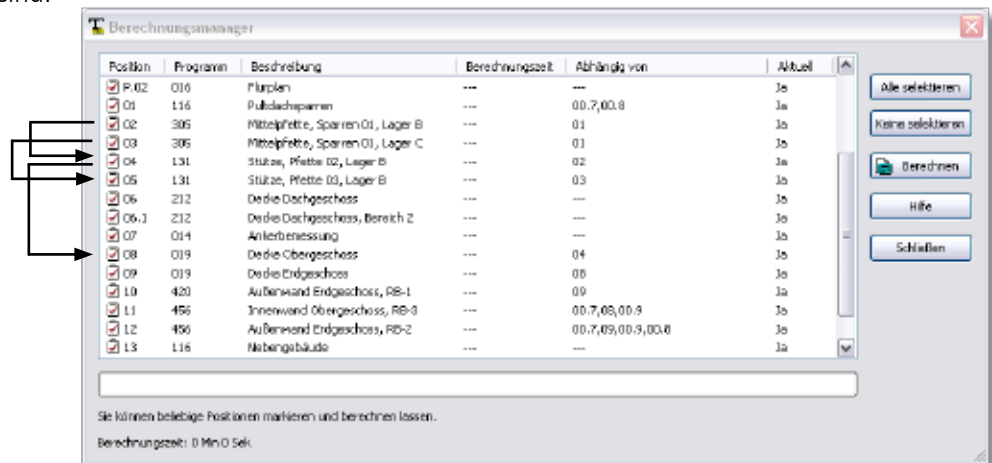 sind.
Berechnungsmanager
Position Programm Beschreibung Berechnungszeit Abhängig von Aktuell
P.02 016 Flurplan --- --- Ja
01 116 Pultdachsparren --- 00.7,00.8 Ja
02 305 Mittelpfette, Sparren 01, Lager B --- 01 Ja
03 305 Mittelpfette, Sparren 01, Lager C --- 01 Ja
04 131 Stütze, Pfette 02, Lager B --- 02 Ja
05 131 Stütze, Pfette 03, Lager B --- 03 Ja
06 212 Decke Dachgeschoss --- --- Ja
06.1 212 Decke Dachgeschoss, Bereich 2 --- --- Ja
07 014 Ankerbemessung --- --- Ja
08 019 Decke Obergeschoss --- 04 Ja
09 019 Decke Erdgeschoss --- 08 Ja
10 420 Außenwand Erdgeschoss, RB-1 --- 09 Ja
11 456 Innenwand Obergeschoss, RB-3 --- 00.7,08,00.9 Ja
12 456 Außenwand Erdgeschoss, RB-2 --- 00.7,09,00.9,00.8 Ja
13 116 Nebengebäude --- --- Ja
Alle selektieren
Keine selektieren
Berechnen
Hilfe
Schließen
Sie können beliebige Positionen markieren und berechnen lassen.
Berechnungszeit: 0 Min 0 Sek